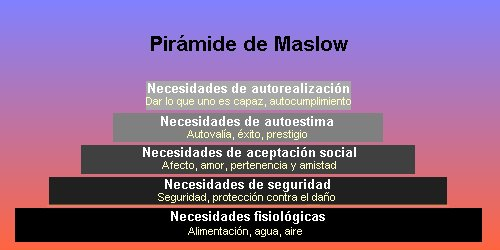 Pirámide de Maslow
Necesidades de autorealización
Dar lo que uno es capaz, autocumplimiento
Necesidades de autoestima
Autovalía, éxito, prestigio
Necesidades de aceptación social
Afecto, amor, pertenencia y amistad
Necesidades de seguridad
Seguridad, protección contra el daño
Necesidades fisiológicas
Alimentación, agua, aire